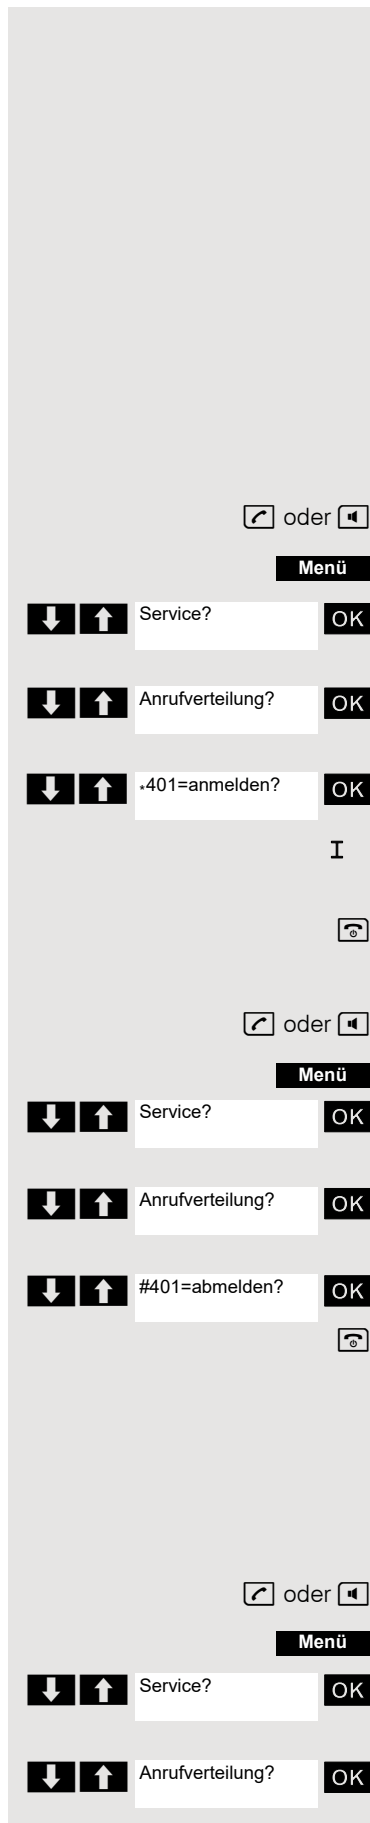 oder
Menü
Service? OK
Anrufverteilung? OK
*401=anmelden? OK
oder
Menü
Service? OK
Anrufverteilung? OK
#401=abmelden? OK
oder
Menü
Service? OK
Anrufverteilung? OK